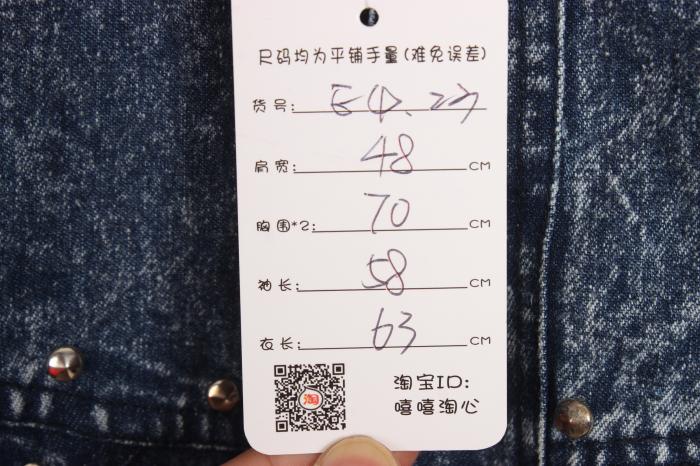 尺码均为平铺手量(难免误差)
货号:
肩宽: 48 CM
胸围*2: 70 CM
袖长: 58 CM
衣长: 63 CM
淘
淘宝ID:
嘻嘻淘心